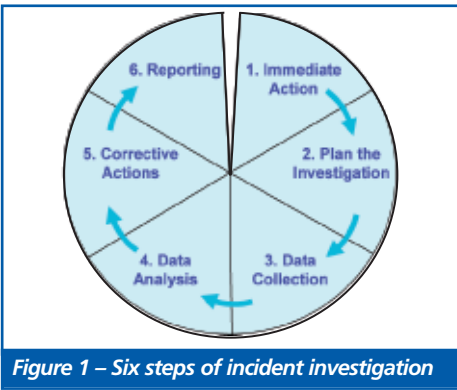 6. Reporting
1. Immediate
Action
5. Corrective
Actions
2. Plan the
Investigation
4. Data
Analysis
3. Data
Collection
Figure 1 – Six steps of incident investigation